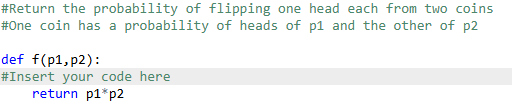 #Return the probability of flipping one head each from two coins
#One coin has a probability of heads of p1 and the other of p2
def f(p1,p2):
#Insert your code here
    return p1*p2